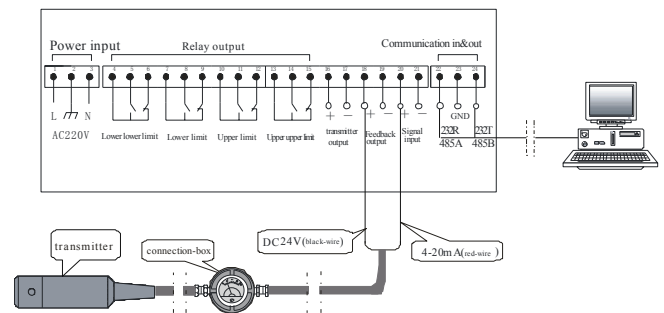 Power input Relay output Communication in&out
1 2 3 4 5 6 7 8 9 10 11 12 13 14 15 16 17 18 19 20 21 22 23 24
L N
+ − + − + −
GND
AC220V Lower lower limit Lower limit Upper limit Upper upper limit
transmitter output
Feedback output
Signal input
232R 232T
485A 485B
DC24V(black-wire)
4-20mA(red-wire)
transmitter
connection-box